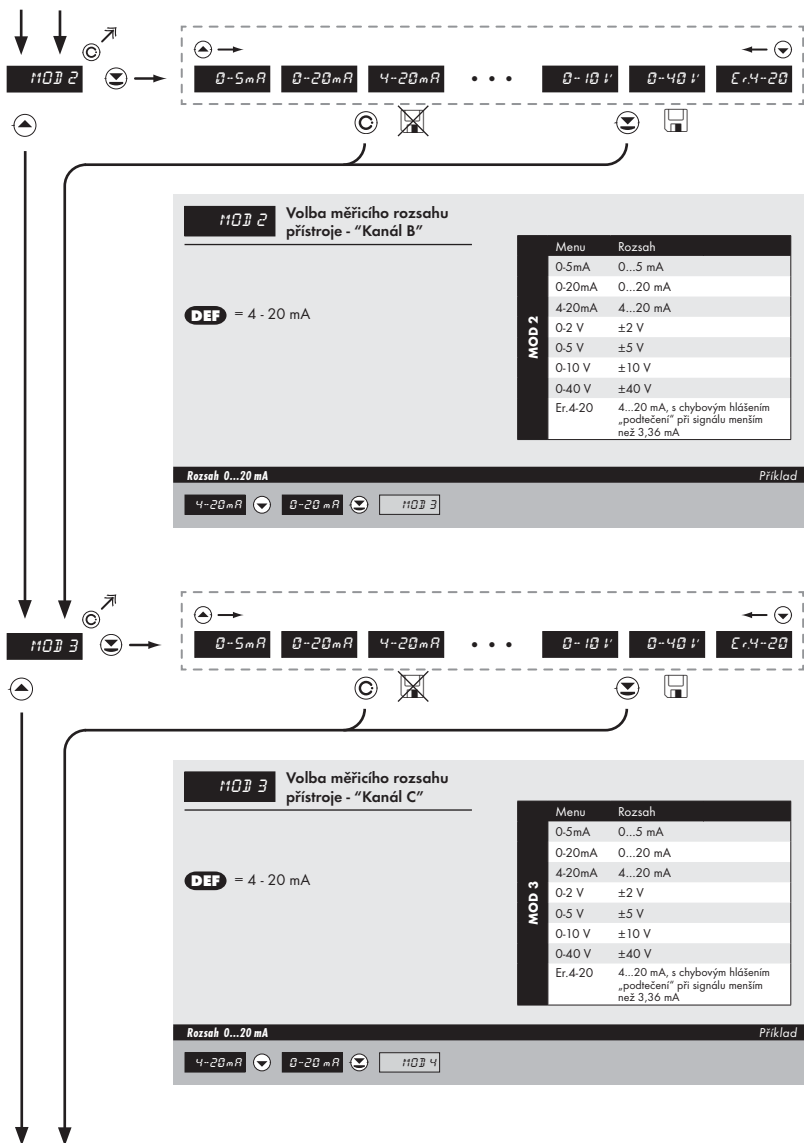 MOD 2
0-5mA 0-20mA 4-20mA • • • 0-10V 0-40V Er.4-20
MOD 2
Volba měřicího rozsahu
přístroje - “Kanál B”
DEF = 4 - 20 mA
MOD 2
Menu Rozsah
0-5mA 0...5 mA
0-20mA 0...20 mA
4-20mA 4...20 mA
0-2 V ±2 V
0-5 V ±5 V
0-10 V ±10 V
0-40 V ±40 V
Er.4-20 4...20 mA, s chybovým hlášením
„podtečení” při signálu menším
než 3,36 mA
Rozsah 0...20 mA Příklad
4-20mA 0-20 mA MOD 3
MOD 3
0-5mA 0-20mA 4-20mA • • • 0-10V 0-40V Er.4-20
MOD 3
Volba měřicího rozsahu
přístroje - “Kanál C”
DEF = 4 - 20 mA
MOD 3
Menu Rozsah
0-5mA 0...5 mA
0-20mA 0...20 mA
4-20mA 4...20 mA
0-2 V ±2 V
0-5 V ±5 V
0-10 V ±10 V
0-40 V ±40 V
Er.4-20 4...20 mA, s chybovým hlášením
„podtečení” při signálu menším
než 3,36 mA
Rozsah 0...20 mA Příklad
4-20mA 0-20 mA MOD 4